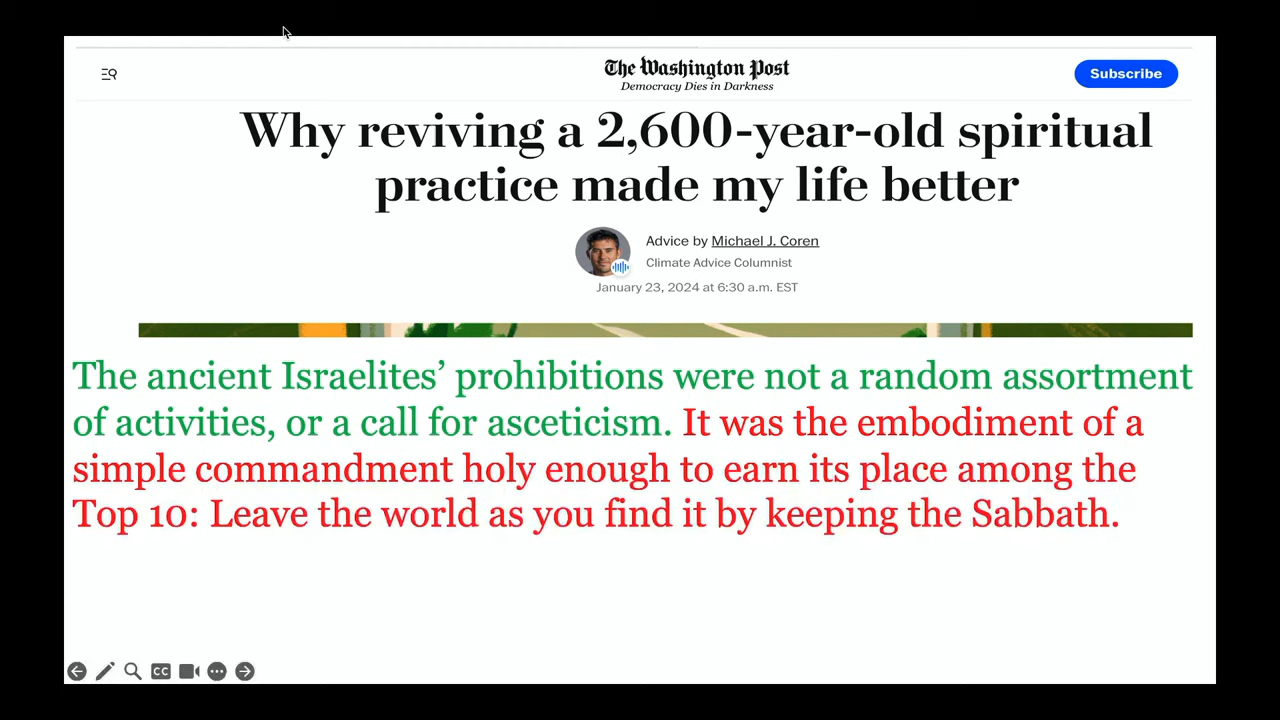 The Washington Post
Democracy Dies in Darkness
Subscribe
Why reviving a 2,600-year-old spiritual
practice made my life better
Advice by Michael J. Coren
Climate Advice Columnist
January 23, 2024 at 6:30 a.m. EST
The ancient Israelites’ prohibitions were not a random assortment
of activities, or a call for asceticism. It was the embodiment of a
simple commandment holy enough to earn its place among the
Top 10: Leave the world as you find it by keeping the Sabbath.
CC